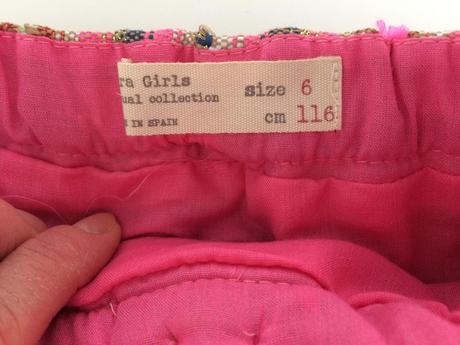 ra Girls
ual collection
IN SPAIN
size 6
cm 116